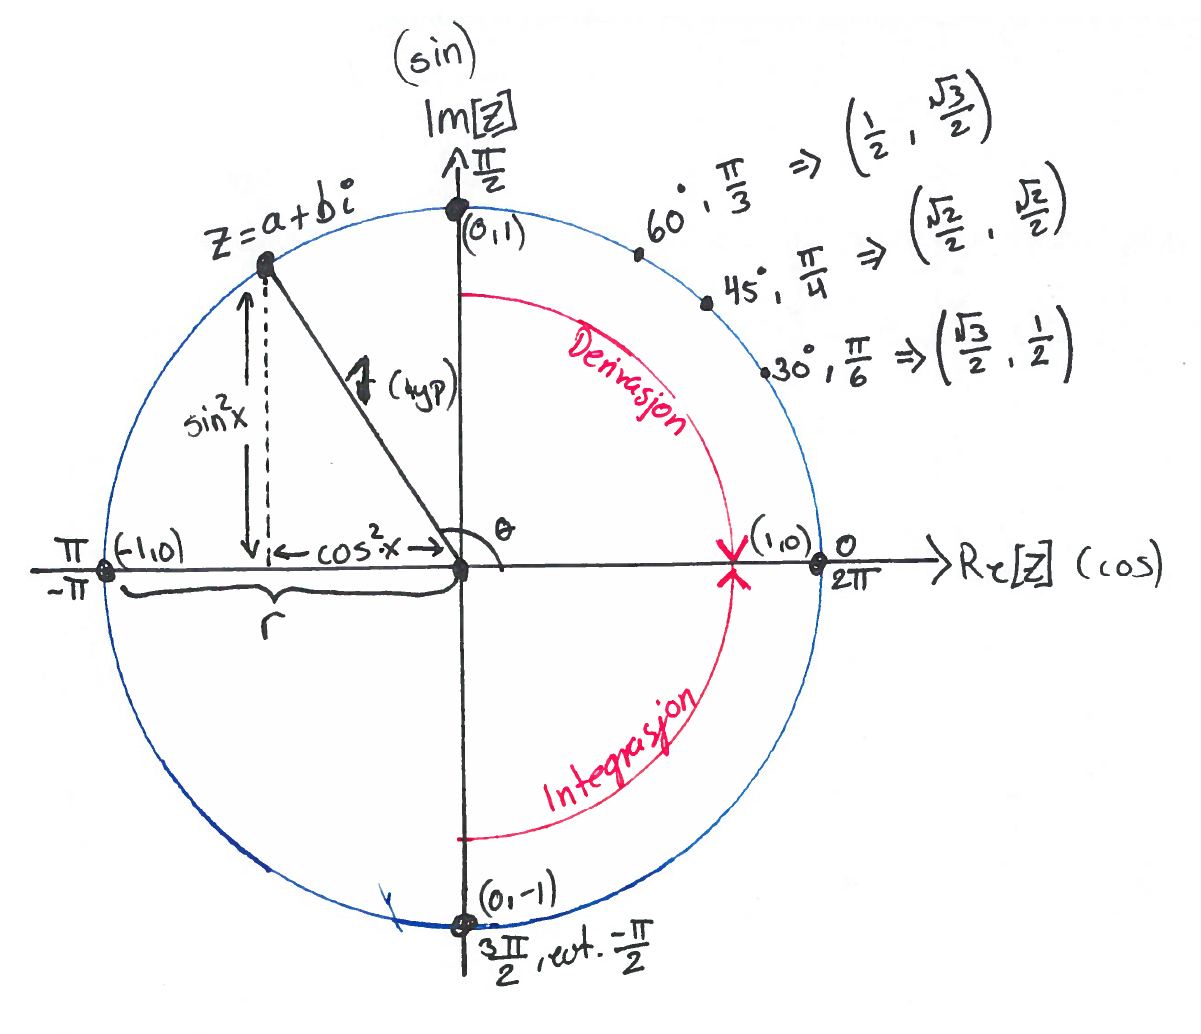 (sin)
Im[Z]
π/2
(0,1)
z=a+bi
60°, π/3 ⇒ (1/2, √3/2)
45°, π/4 ⇒ (√2/2, √2/2)
30°, π/6 ⇒ (√3/2, 1/2)
Derivasjon
(hyp)
sin²x
cos²x
θ
π
-π
(-1,0)
(1,0)
0
2π
Re[Z] (cos)
r
Integrasjon
(0,-1)
3π/2, evt. -π/2